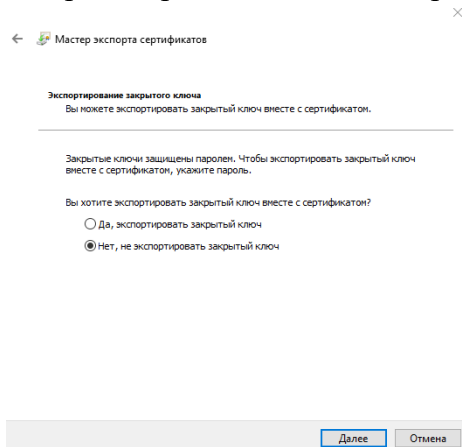 Мастер экспорта сертификатов
Экспортирование закрытого ключа
Вы можете экспортировать закрытый ключ вместе с сертификатом.
Закрытые ключи защищены паролем. Чтобы экспортировать закрытый ключ
вместе с сертификатом, укажите пароль.
Вы хотите экспортировать закрытый ключ вместе с сертификатом?
Да, экспортировать закрытый ключ
Нет, не экспортировать закрытый ключ
Далее
Отмена